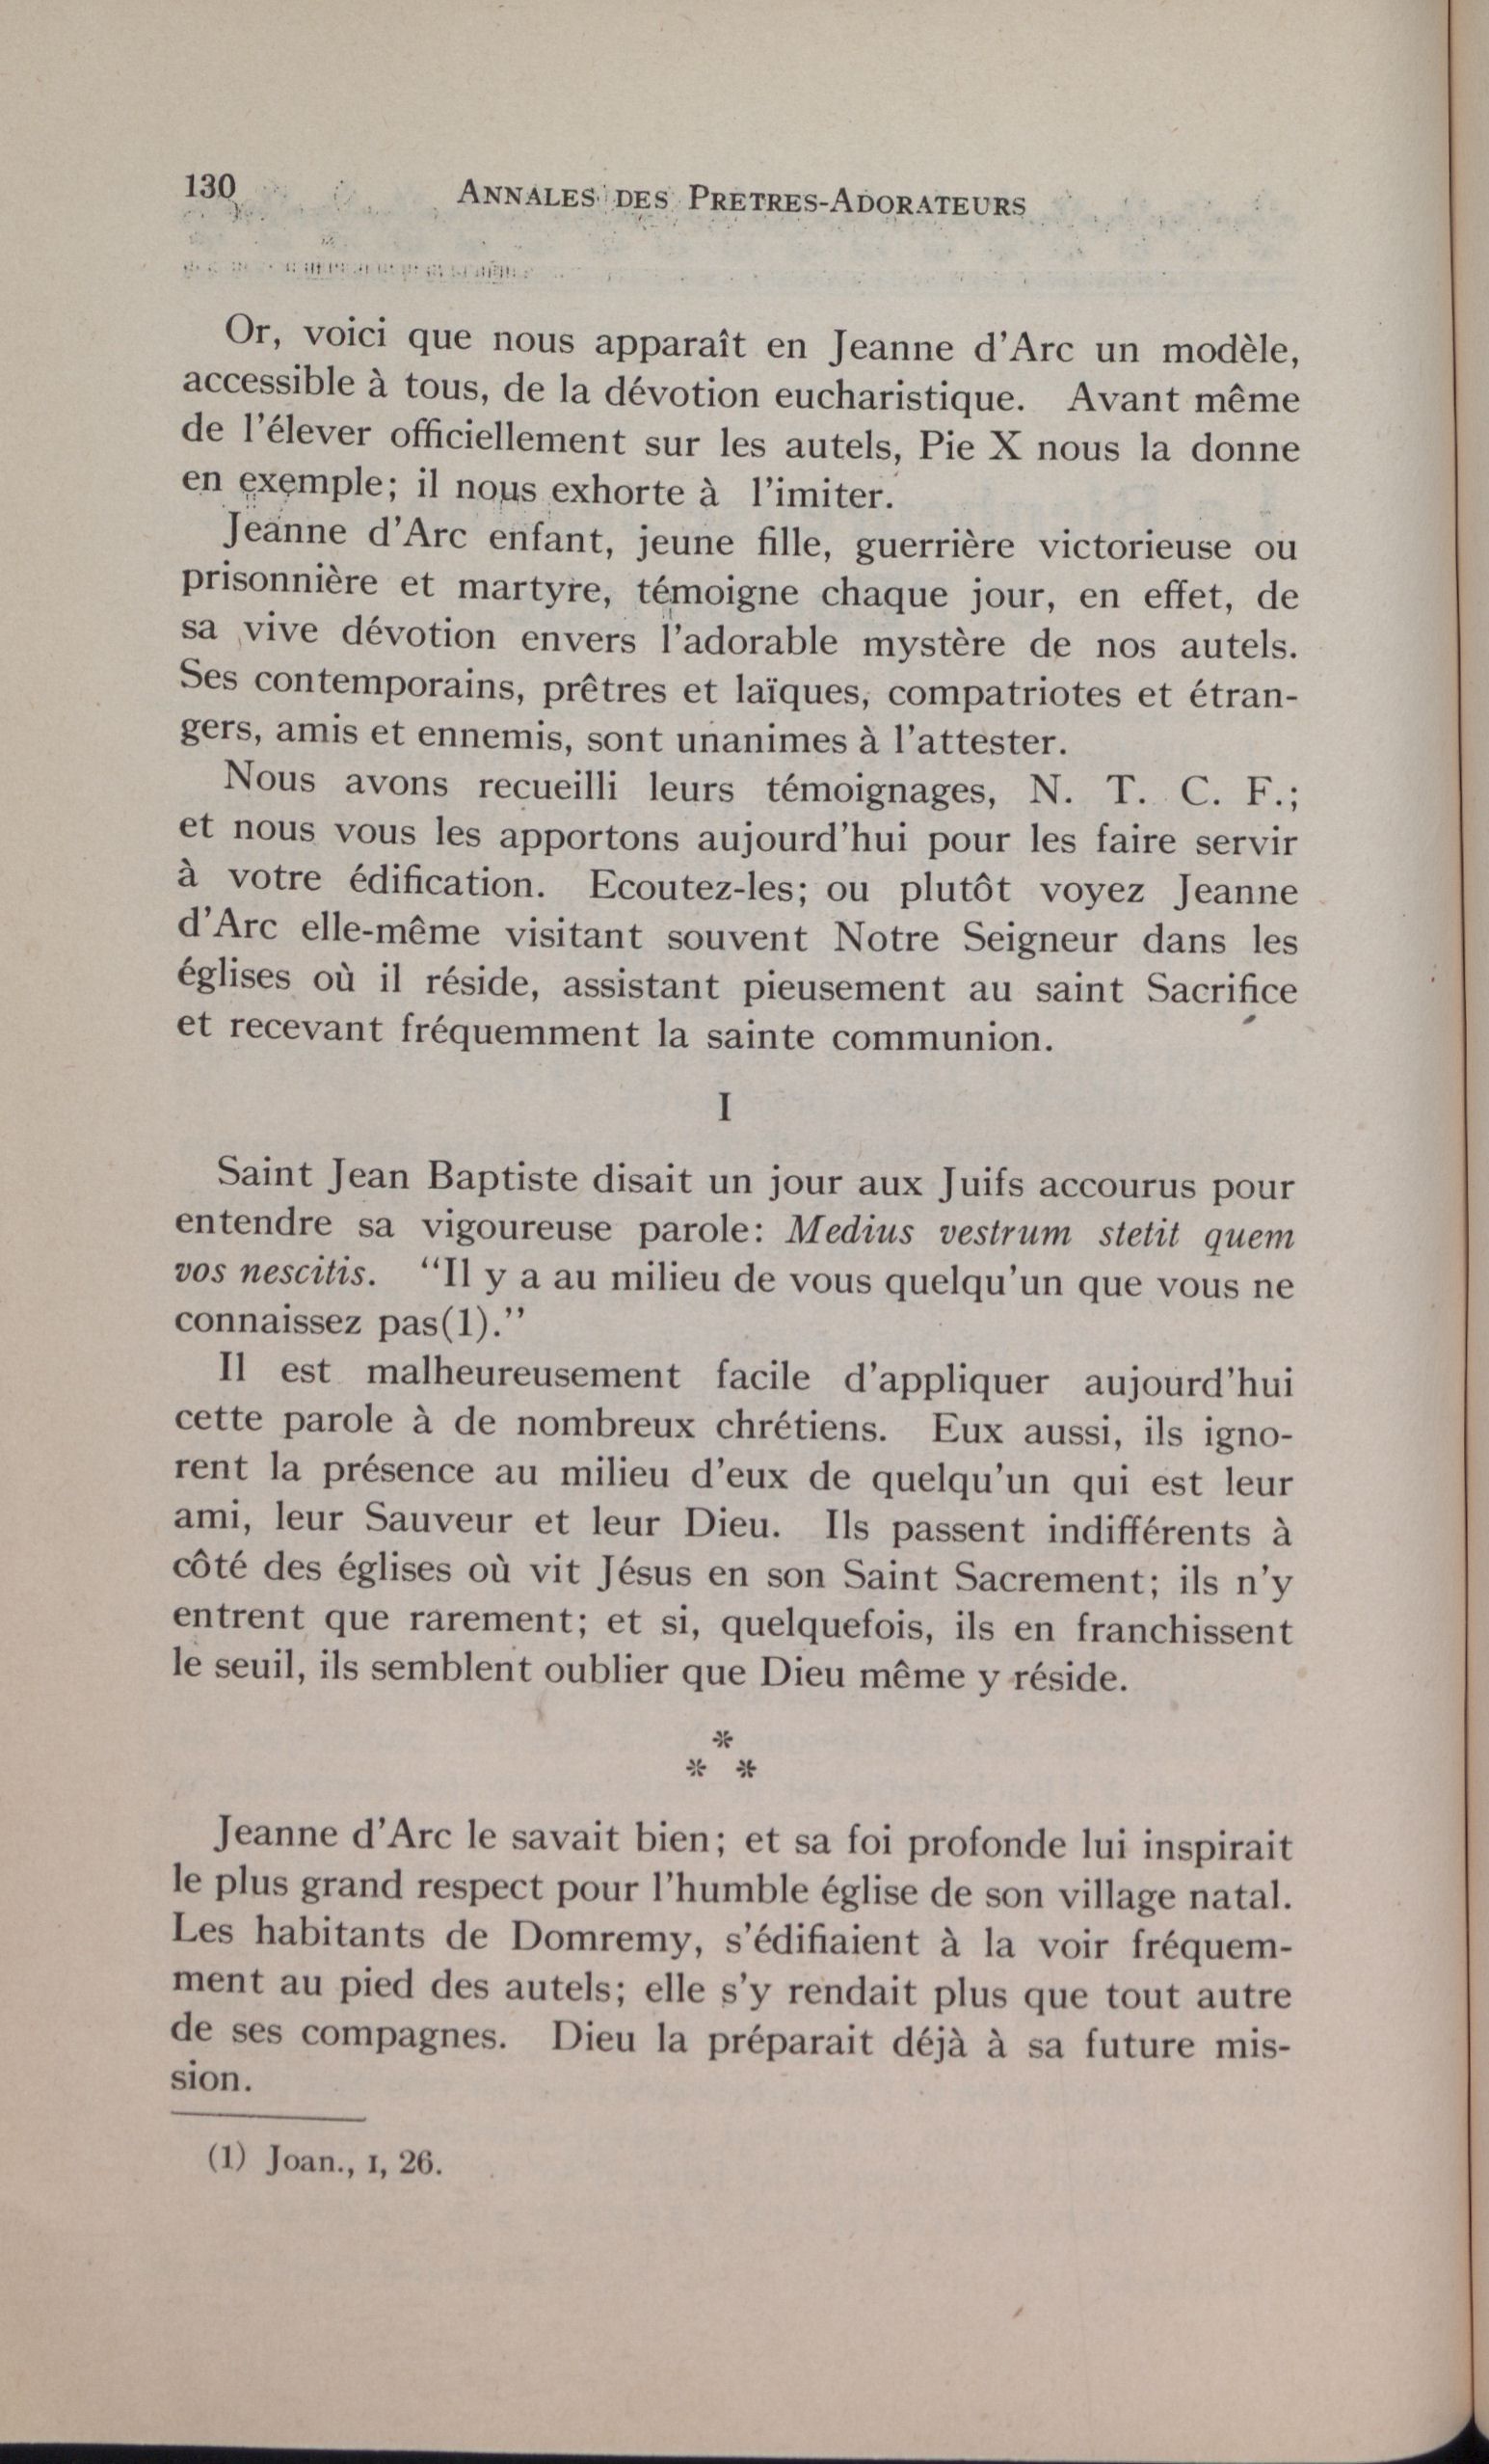 130
ANNALES DES PRETRES-ADORATEURS
Or, voici que nous apparaît en Jeanne d'Arc un modèle,
accessible à tous, de la dévotion eucharistique. Avant même
de l'élever officiellement sur les autels, Pie X nous la donne
en exemple; il nous exhorte à l'imiter.
Jeanne d'Arc enfant, jeune fille, guerrière victorieuse ou
prisonnière et martyre, témoigne chaque jour, en effet, de
sa vive dévotion envers l'adorable mystère de nos autels.
Ses contemporains, prêtres et laïques, compatriotes et étran-
gers, amis et ennemis, sont unanimes à l'attester.
Nous avons recueilli leurs témoignages, N. T. C. F.;
et nous vous les apportons aujourd'hui pour les faire servir
à votre édification. Ecoutez-les; ou plutôt voyez Jeanne
d'Arc elle-même visitant souvent Notre Seigneur dans les
églises où il réside, assistant pieusement au saint Sacrifice
et recevant fréquemment la sainte communion.
I
Saint Jean Baptiste disait un jour aux Juifs accourus pour
entendre sa vigoureuse parole: Medius vestrum stetit quem
vos nescitis. "Il y a au milieu de vous quelqu'un que vous ne
connaissez pas(1)."
Il est malheureusement facile d'appliquer aujourd'hui
cette parole à de nombreux chrétiens. Eux aussi, ils igno-
rent la présence au milieu d'eux de quelqu'un qui est leur
ami, leur Sauveur et leur Dieu. Ils passent indifférents à
côté des églises où vit Jésus en son Saint Sacrement; ils n'y
entrent que rarement; et si, quelquefois, ils en franchissent
le seuil, ils semblent oublier que Dieu même y réside.
*
* *
Jeanne d'Arc le savait bien; et sa foi profonde lui inspirait
le plus grand respect pour l'humble église de son village natal.
Les habitants de Domremy, s'édifiaient à la voir fréquem-
ment au pied des autels; elle s'y rendait plus que tout autre
de ses compagnes. Dieu la préparait déjà à sa future mis-
sion.
(1) Joan., I, 26.